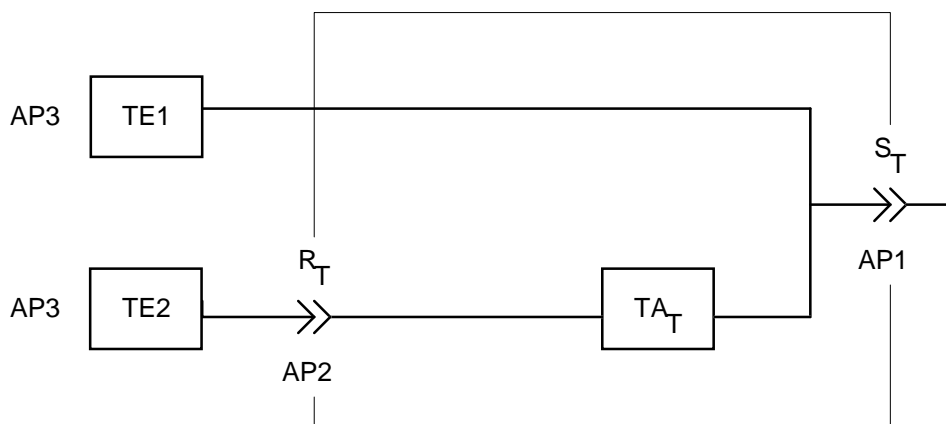 AP3 TE1
S_T
AP1
R_T
AP3 TE2
TA_T
AP2